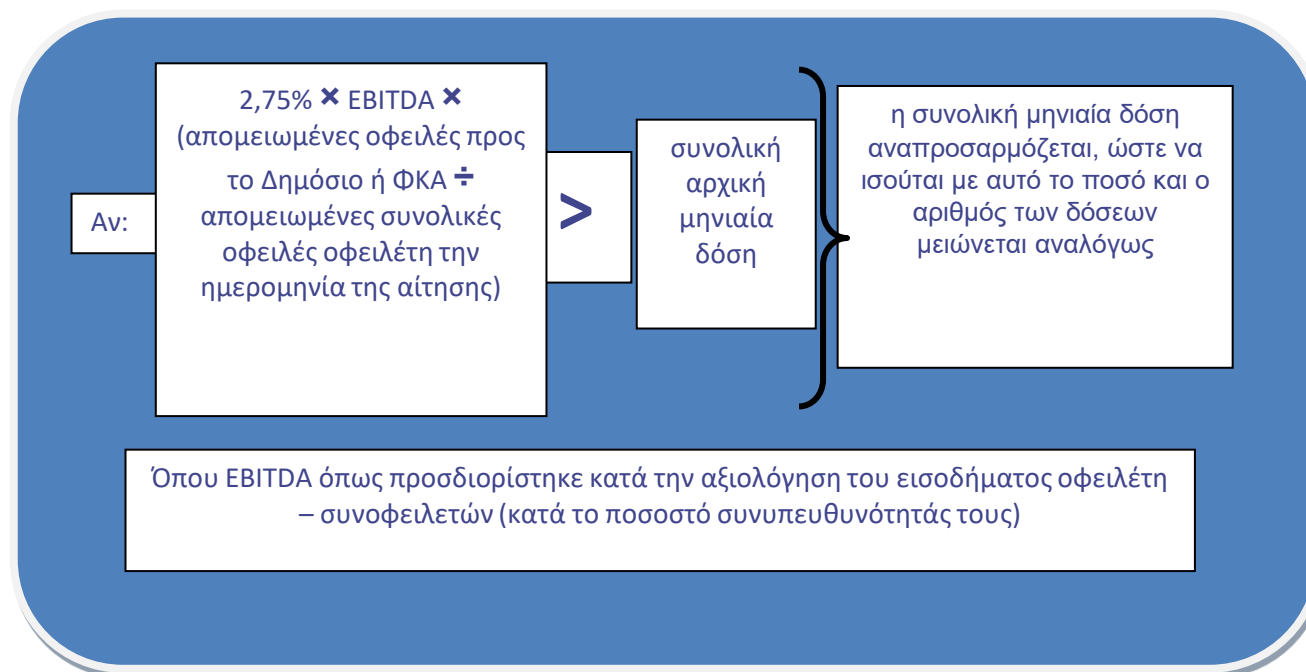 Αν:
2,75% × EBITDA ×
(απομειωμένες οφειλές προς
το Δημόσιο ή ΦΚΑ ÷
απομειωμένες συνολικές
οφειλές οφειλέτη την
ημερομηνία της αίτησης)
>
συνολική
αρχική
μηνιαία
δόση
η συνολική μηνιαία δόση
αναπροσαρμόζεται, ώστε να
ισούται με αυτό το ποσό και ο
αριθμός των δόσεων
μειώνεται αναλόγως
Όπου EBITDA όπως προσδιορίστηκε κατά την αξιολόγηση του εισοδήματος οφειλέτη
– συνοφειλετών (κατά το ποσοστό συνυπευθυνότητάς τους)